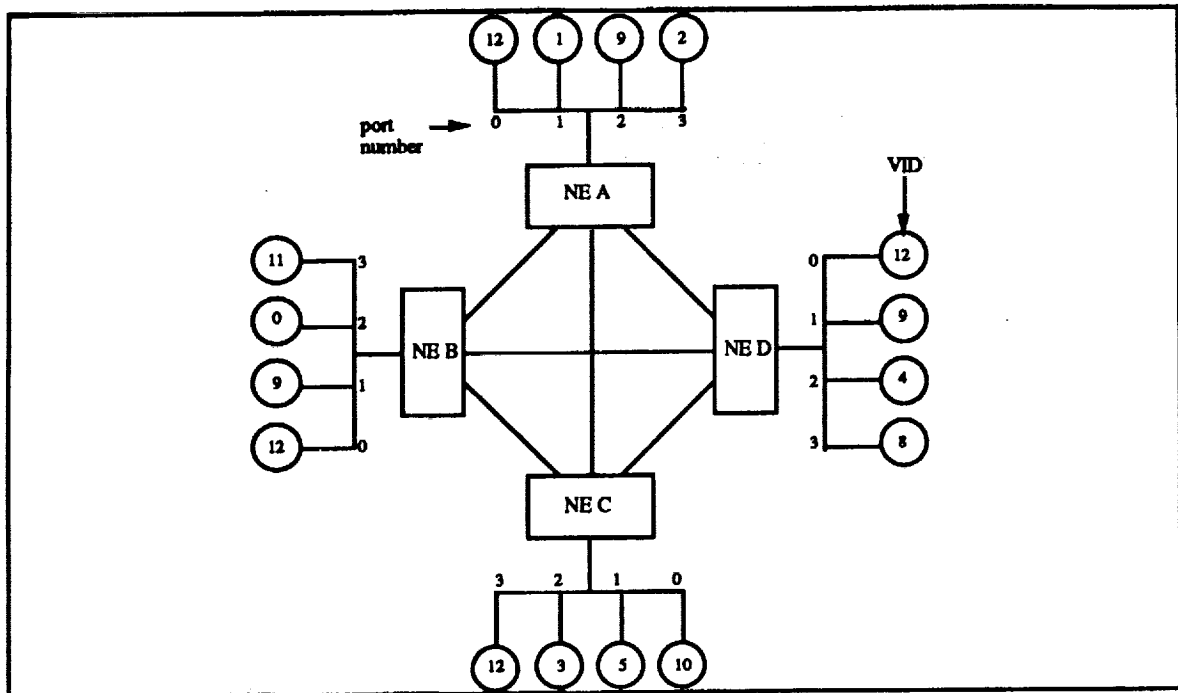 12 1 9 2
port number
0 1 2 3
NE A
VID
11 3
0 12
0 2
1 9
NE B
NE D
9 1
2 4
12 0
3 8
NE C
3 2 1 0
12 3 5 10